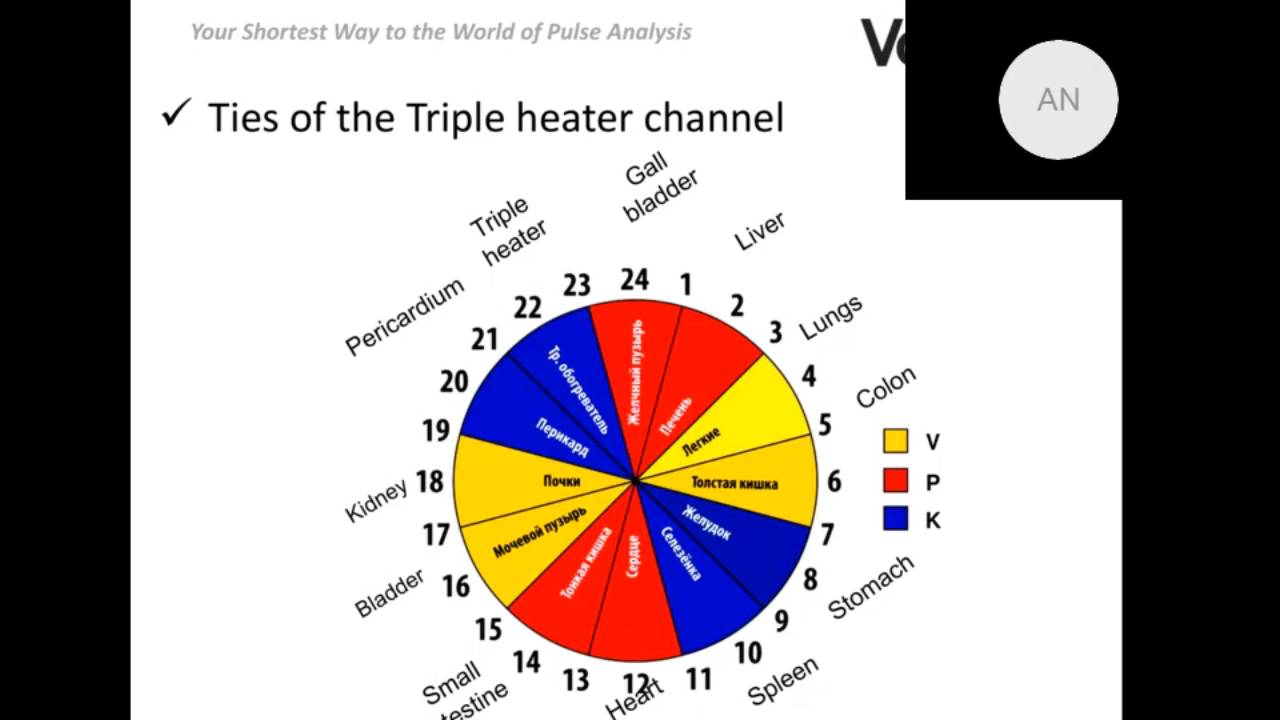 Your Shortest Way to the World of Pulse Analysis
AN
✓ Ties of the Triple heater channel
Gall
bladder
Triple
heater
Liver
Pericardium
Lungs
Colon
Kidney
Bladder
Stomach
Small
Spleen
Heart
24
1
2
3
4
5
6
7
8
9
10
11
12
13
14
15
16
17
18
19
20
21
22
23
Желчный пузырь
Печень
Легкие
Толстая кишка
Желудок
Селезёнка
Сердце
Тонкая кишка
Мочевой пузырь
Почки
Перикард
Тр. обогреватель
V
P
K